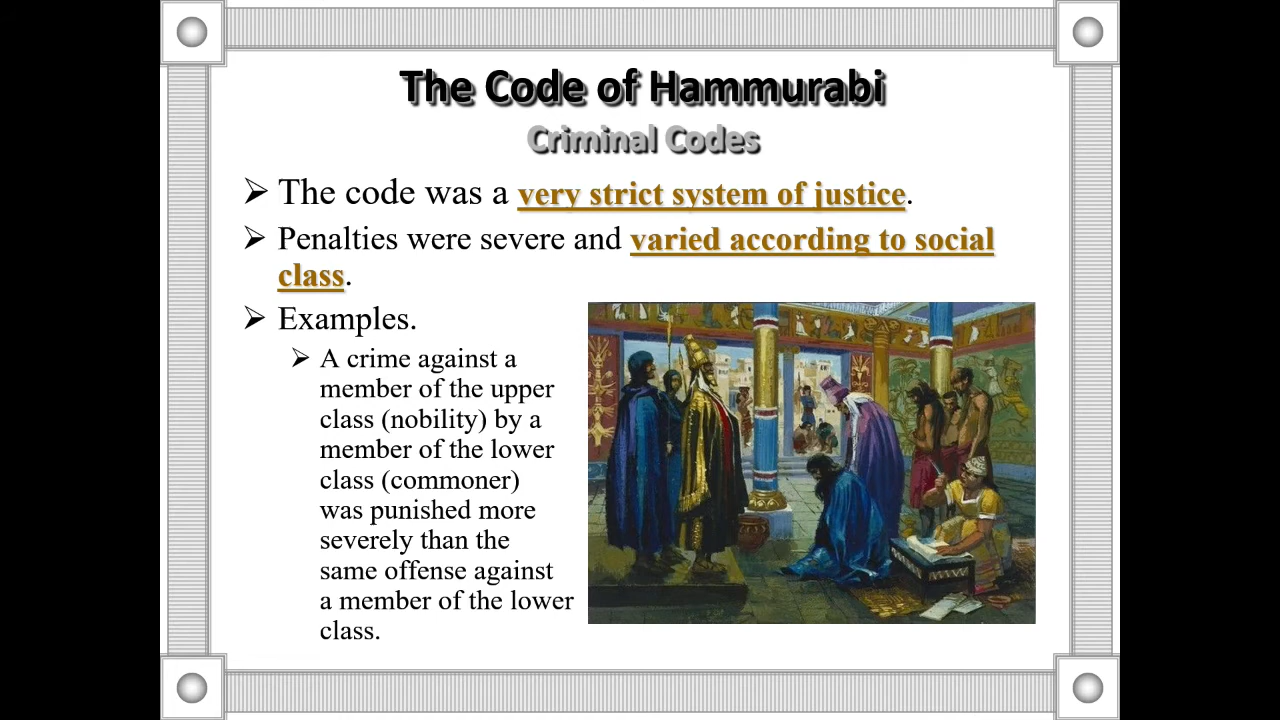 The Code of Hammurabi
Criminal Codes
➢ The code was a very strict system of justice.
➢ Penalties were severe and varied according to social
class.
➢ Examples.
➢ A crime against a
member of the upper
class (nobility) by a
member of the lower
class (commoner)
was punished more
severely than the
same offense against
a member of the lower
class.